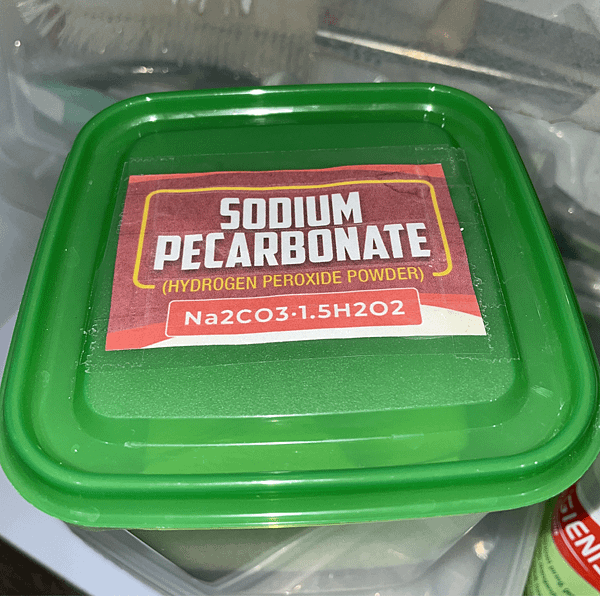 SODIUM
PECARBONATE
(HYDROGEN PEROXIDE POWDER)
Na2CO3·1.5H2O2